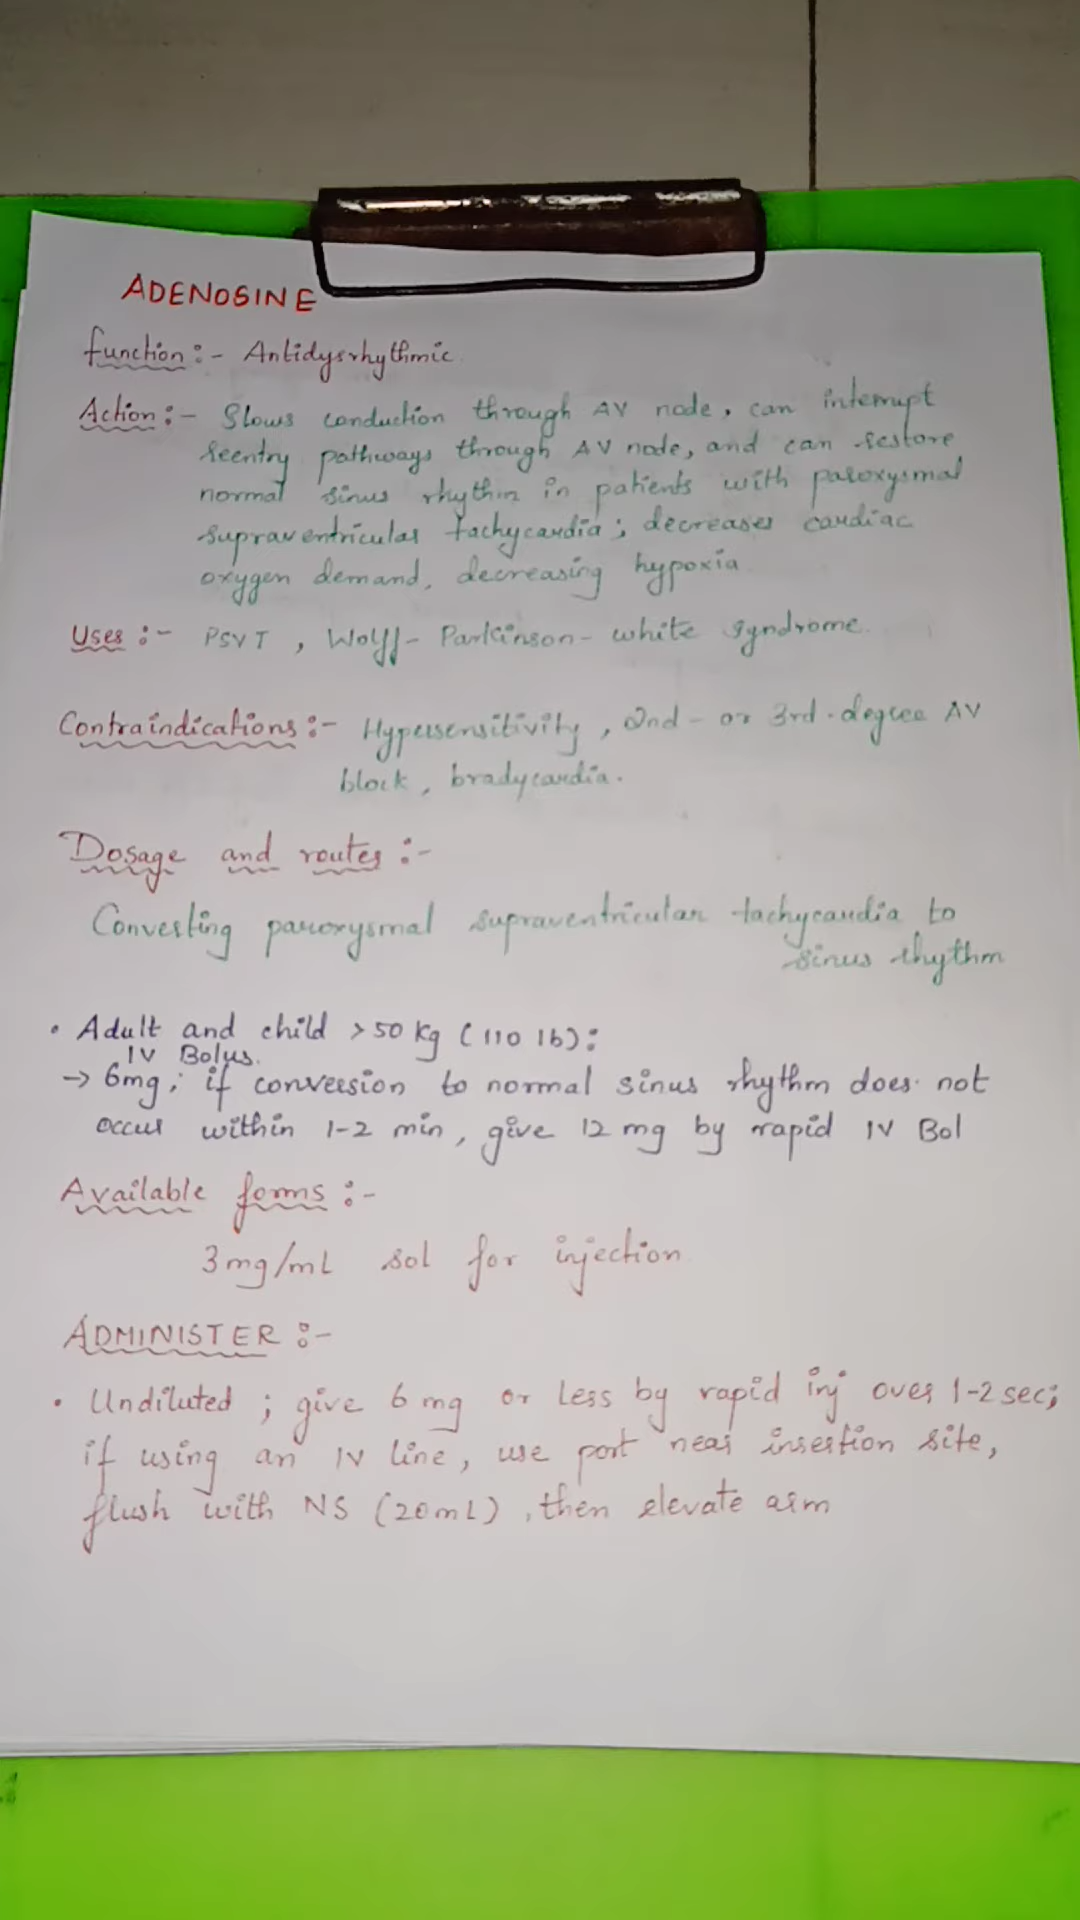 ADENOSINE
Function :- Antidysrhythmic.
Action :- Slows conduction through AV node, can interrupt
reentry pathways through AV node, and can restore
normal sinus rhythm in patients with paroxysmal
supraventricular tachycardia; decreases cardiac
oxygen demand, decreasing hypoxia
Uses :- PSVT , Wolff-Parkinson-white syndrome.
Contraindications :- Hypersensitivity, 2nd- or 3rd-degree AV
block, bradycardia.
Dosage and routes :-
Converting paroxysmal supraventricular tachycardia to
sinus rhythm
• Adult and child >50 kg (110 lb):
IV Bolus.
→ 6mg; if conversion to normal sinus rhythm does not
occur within 1-2 min, give 12 mg by rapid IV Bol
Available forms :-
3 mg/mL sol for injection
ADMINISTER :-
• Undiluted ; give 6 mg or less by rapid inj over 1-2 sec;
if using an IV line, use port near insertion site,
flush with NS (20mL), then elevate arm